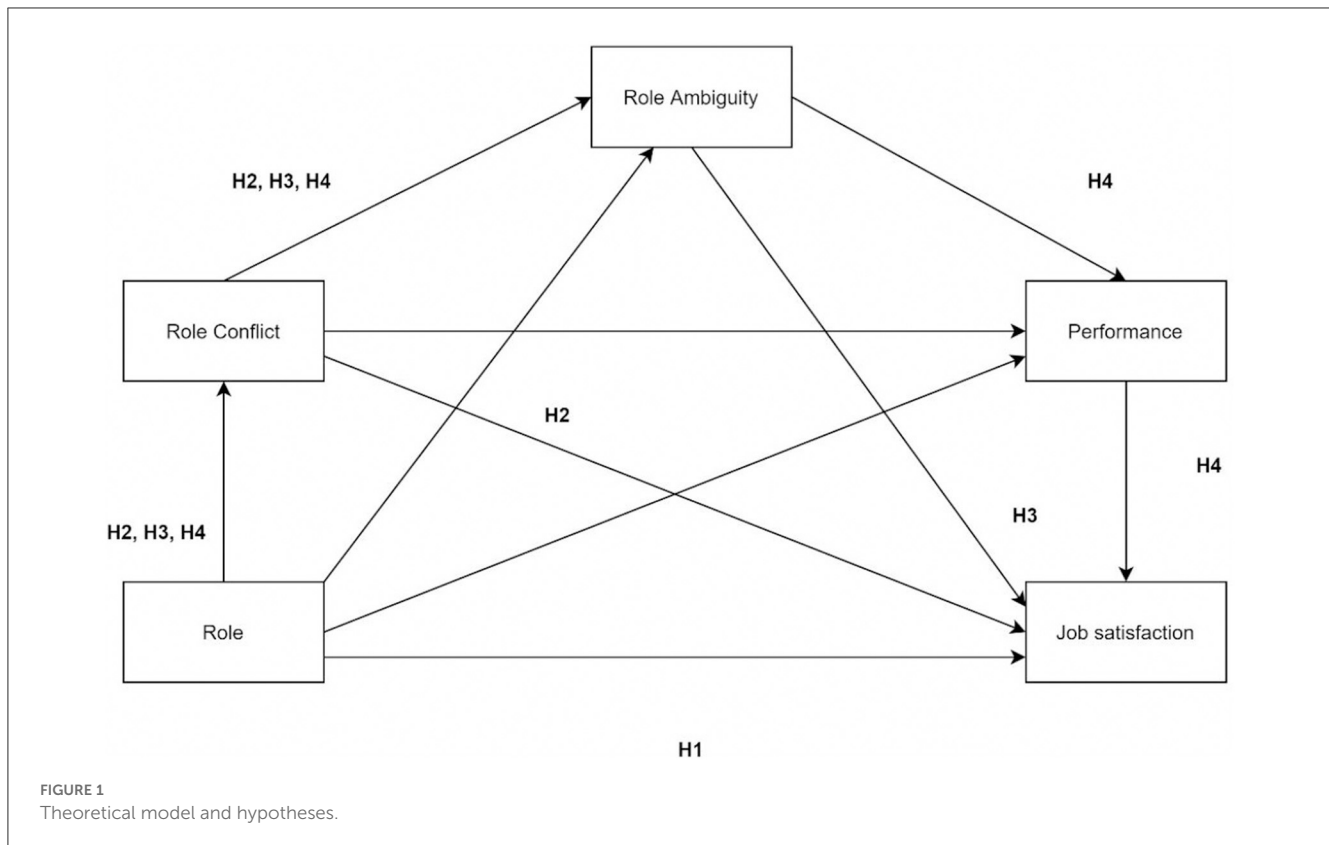 Role Ambiguity
H2, H3, H4
H4
Role Conflict
Performance
H2
H4
H3
H2, H3, H4
Role
Job satisfaction
H1
FIGURE 1
Theoretical model and hypotheses.